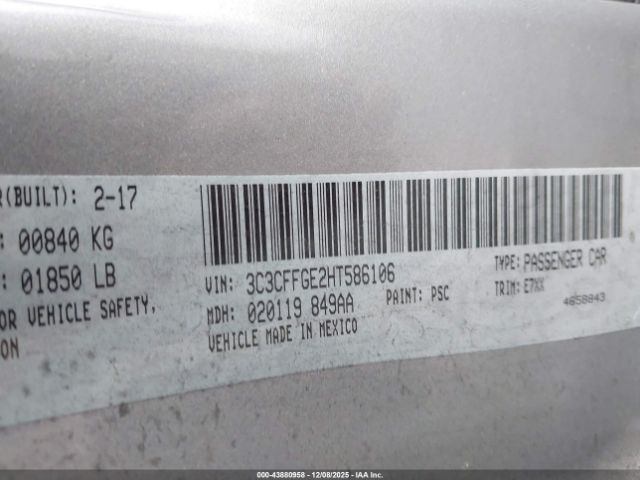 R(BUILT): 2-17
: 00840 KG
: 01850 LB
OR VEHICLE SAFETY,
ON
VIN: 3C3CFFGE2HT586106
TYPE: PASSENGER CAR
MDH: 020119 849AA
PAINT: PSC
TRIM: E7XX
VEHICLE MADE IN MEXICO
4658843
000-43880958 - 12/08/2025 - IAA Inc.